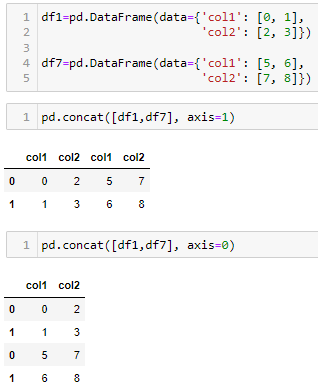 1 df1=pd.DataFrame(data={'col1': [0, 1],
2 'col2': [2, 3]})
3
4 df7=pd.DataFrame(data={'col1': [5, 6],
5 'col2': [7, 8]})
1 pd.concat([df1,df7], axis=1)
col1 col2 col1 col2
0 0 2 5 7
1 1 3 6 8
1 pd.concat([df1,df7], axis=0)
col1 col2
0 0 2
1 1 3
0 5 7
1 6 8